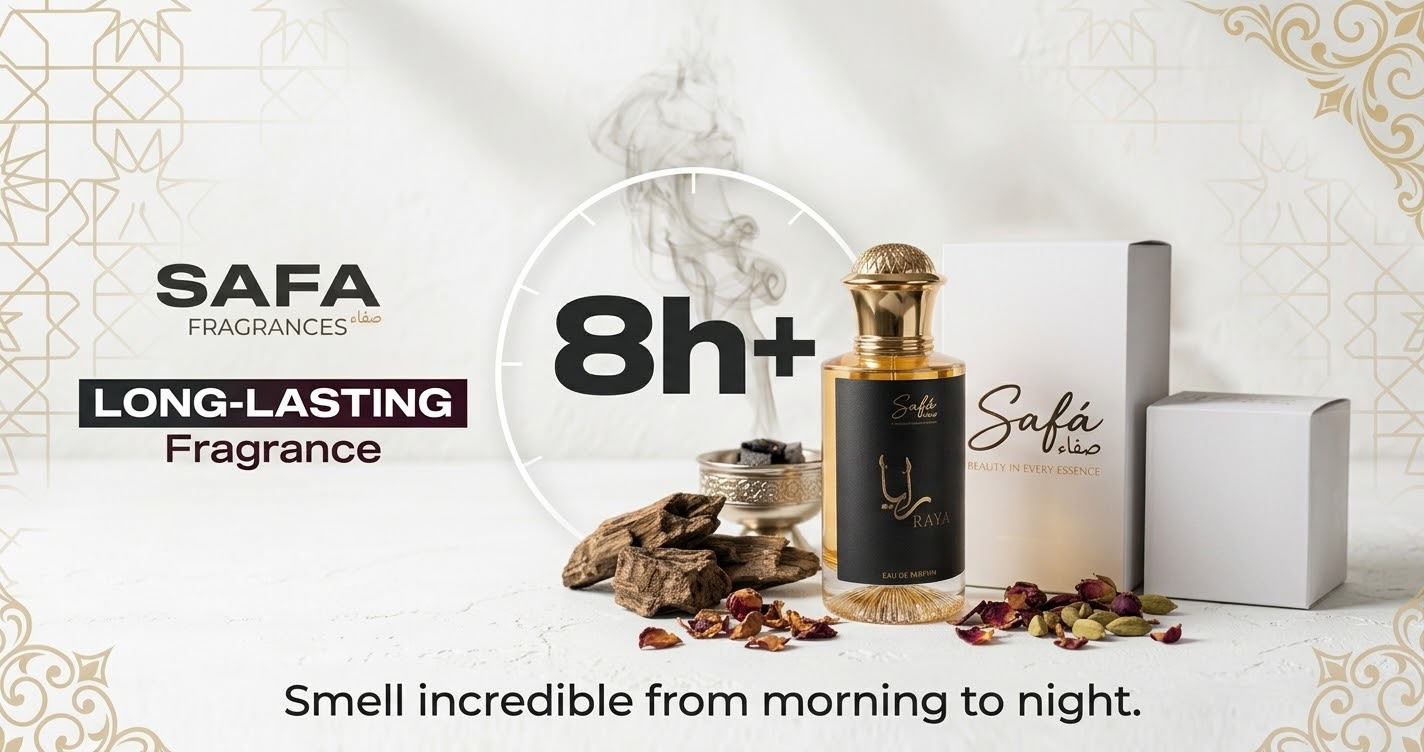 SAFA
FRAGRANCES صفاء
LONG-LASTING
Fragrance
8h+
Safá
رايا
RAYA
EAU DE
Safá
صفاء
BEAUTY IN EVERY ESSENCE
Smell incredible from morning to night.